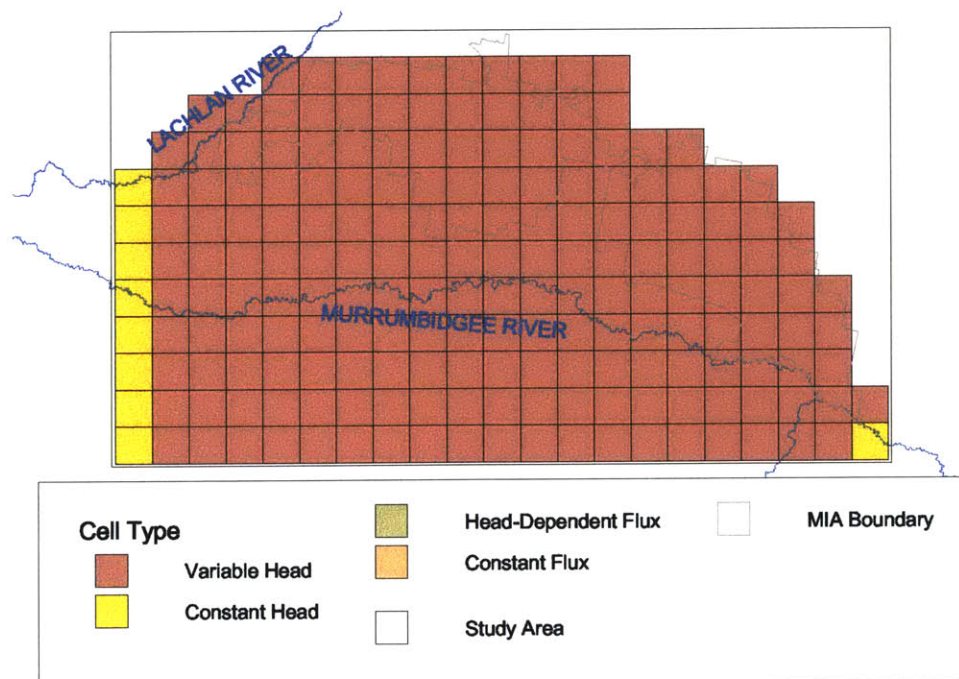 LACHLAN RIVER
MURRUMBIDGEE RIVER
Cell Type
Variable Head
Constant Head
Head-Dependent Flux
Constant Flux
Study Area
MIA Boundary